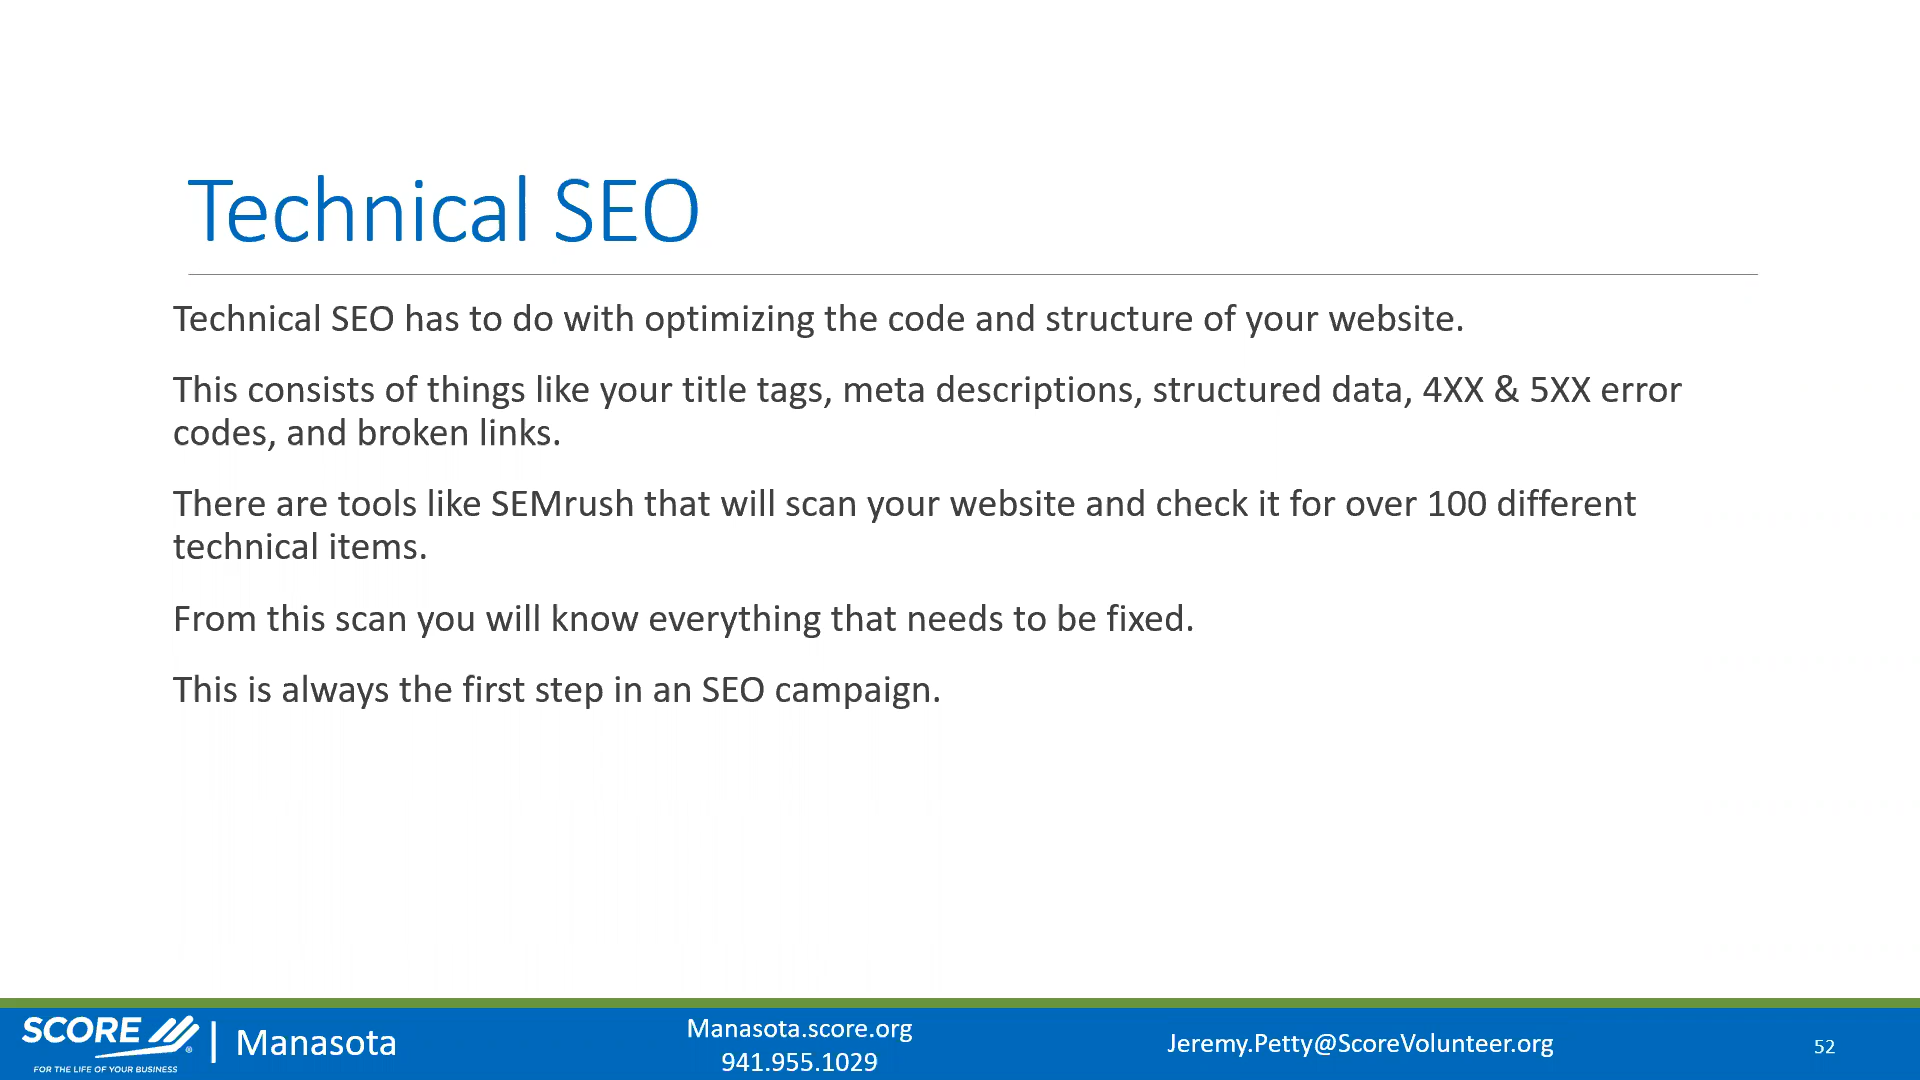 Technical SEO
Technical SEO has to do with optimizing the code and structure of your website.
This consists of things like your title tags, meta descriptions, structured data, 4XX & 5XX error
codes, and broken links.
There are tools like SEMrush that will scan your website and check it for over 100 different
technical items.
From this scan you will know everything that needs to be fixed.
This is always the first step in an SEO campaign.
SCORE ®
FOR THE LIFE OF YOUR BUSINESS
| Manasota
Manasota.score.org
941.955.1029
Jeremy.Petty@ScoreVolunteer.org
52